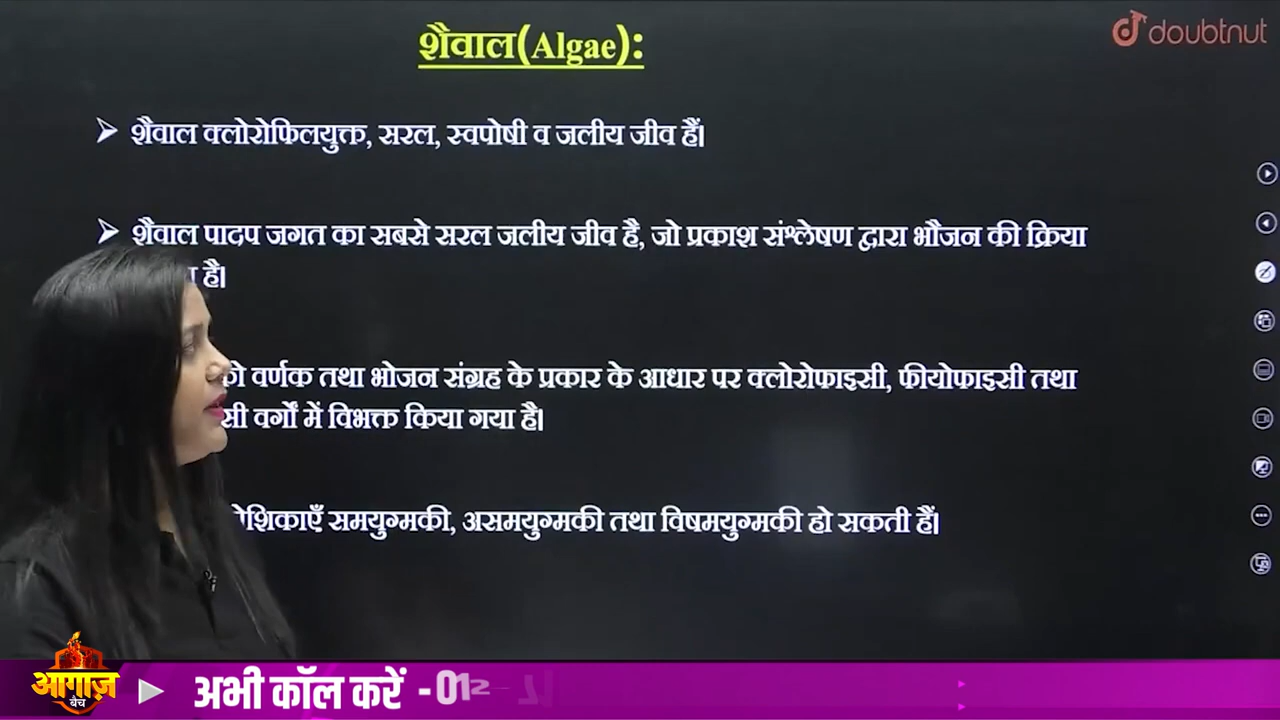 शैवाल(Algae):
doubtnut
➢ शैवाल क्लोरोफिलयुक्त, सरल, स्वपोषी व जलीय जीव हैं।
➢ शैवाल पादप जगत का सबसे सरल जलीय जीव है, जो प्रकाश संश्लेषण द्वारा भौजन की क्रिया
है।
को वर्णक तथा भोजन संग्रह के प्रकार के आधार पर क्लोरोफाइसी, फीयोफाइसी तथा
सी वर्गों में विभक्त किया गया है।
समयुग्मकी, असमयुग्मकी तथा विषमयुग्मकी हो सकती हैं।
आगाज़
बैच
अभी कॉल करें - 012